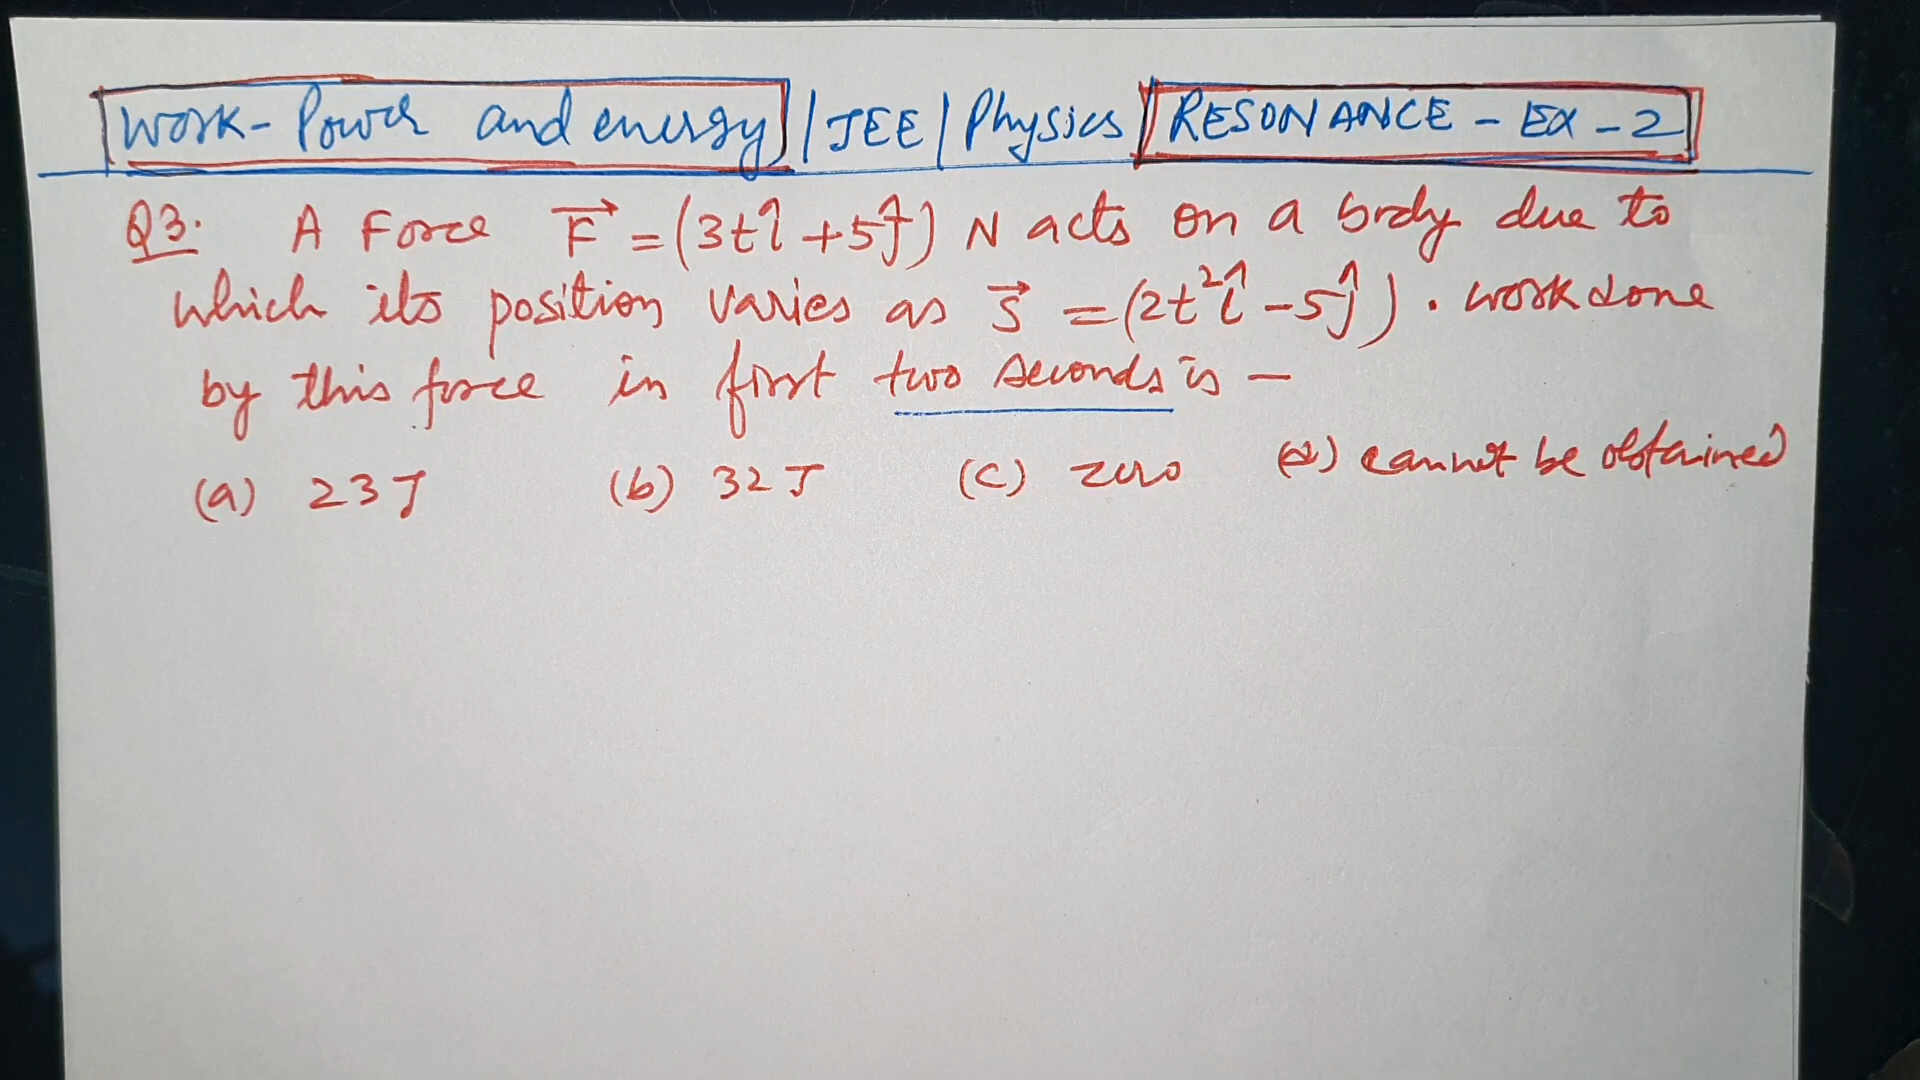 Work-Power and energy | JEE | Physics | RESONANCE - EX - 2
Q3. A Force F⃗ = (3tî + 5ĵ) N acts on a body due to
which its position varies as S⃗ = (2t²î - 5ĵ). work done
by this force in first two seconds is —
(a) 23 J (b) 32 J (c) zero (d) cannot be obtained